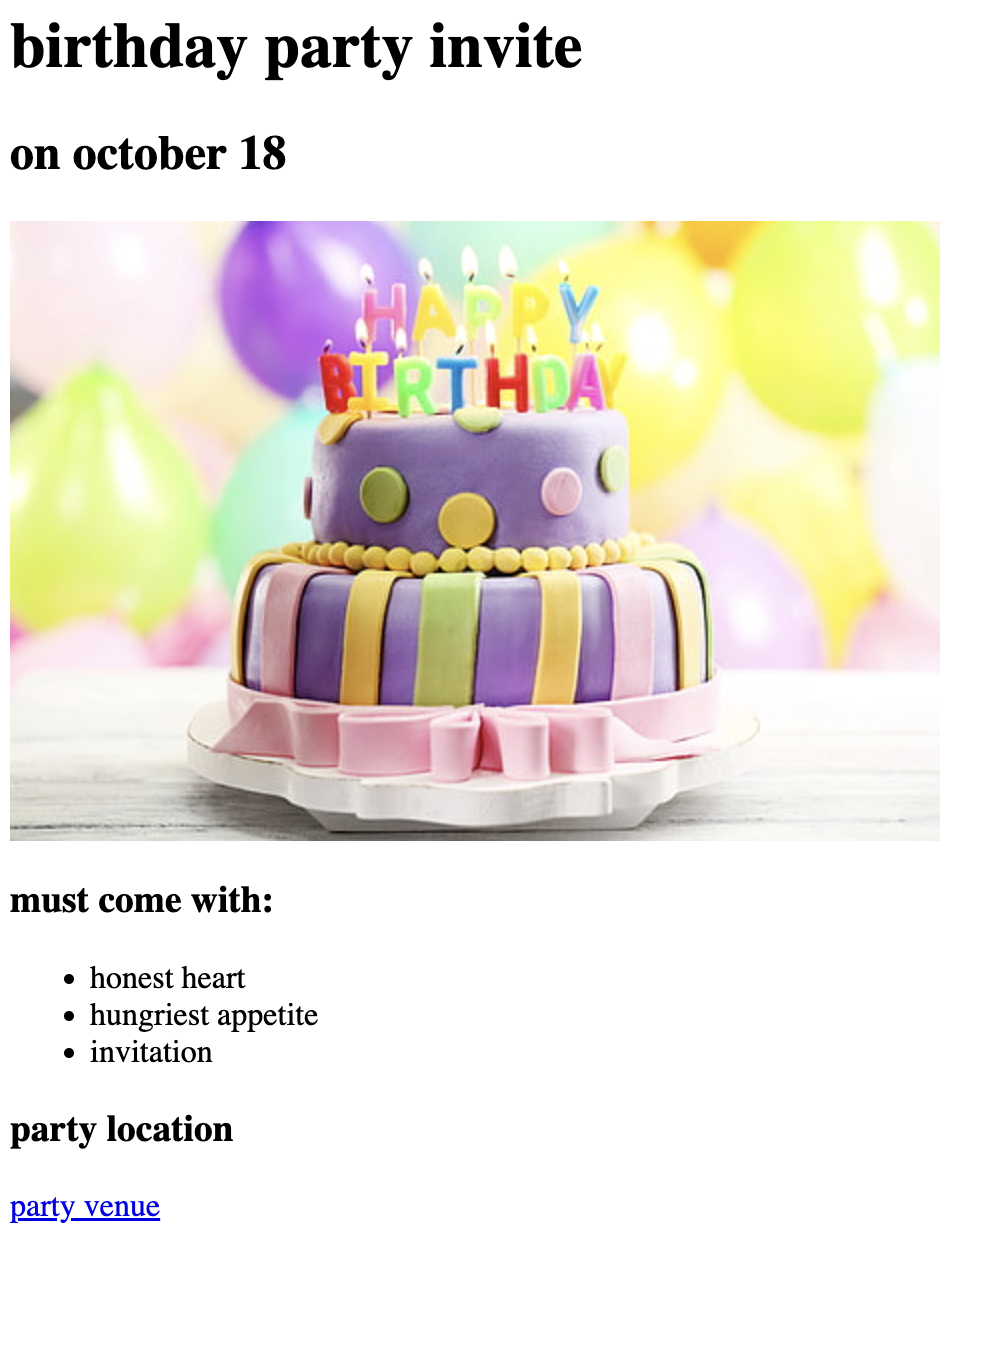 birthday party invite
on october 18
HAPPY
BIRTHDAY
must come with:
honest heart
hungriest appetite
invitation
party location
party venue